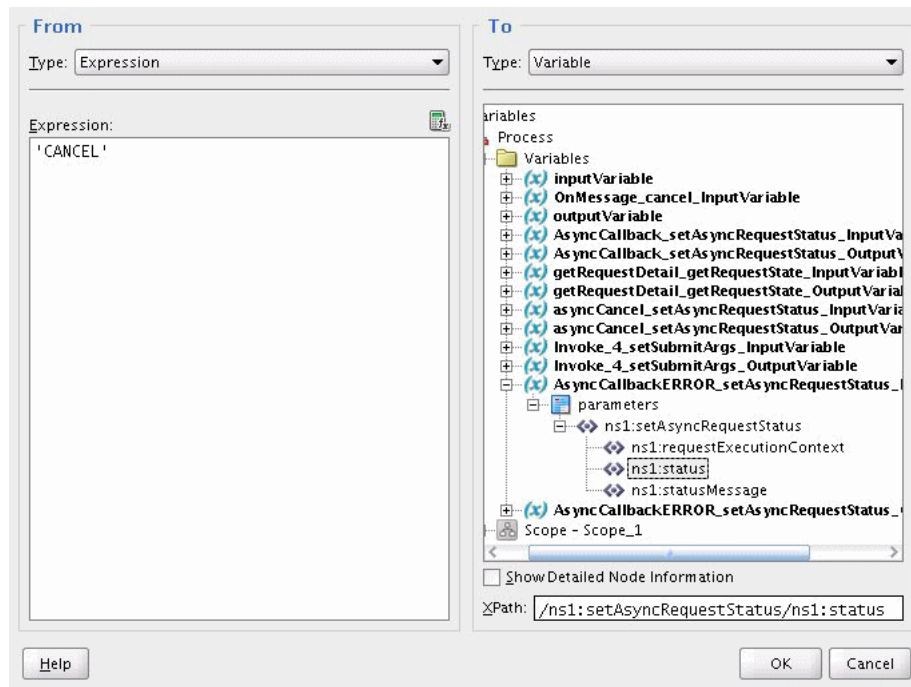 From
Type: Expression
Expression:
'CANCEL'
To
Type: Variable
ariables
Process
Variables
(x) inputVariable
(x) OnMessage_cancel_InputVariable
(x) outputVariable
(x) AsyncCallback_setAsyncRequestStatus_InputVa
(x) AsyncCallback_setAsyncRequestStatus_OutputV
(x) getRequestDetail_getRequestState_InputVariabl
(x) getRequestDetail_getRequestState_OutputVarial
(x) asyncCancel_setAsyncRequestStatus_InputVaria
(x) asyncCancel_setAsyncRequestStatus_OutputVar
(x) Invoke_4_setSubmitArgs_InputVariable
(x) Invoke_4_setSubmitArgs_OutputVariable
(x) AsyncCallbackERROR_setAsyncRequestStatus_I
parameters
ns1:setAsyncRequestStatus
ns1:requestExecutionContext
ns1:status
ns1:statusMessage
(x) AsyncCallbackERROR_setAsyncRequestStatus_
Scope - Scope_1
Show Detailed Node Information
XPath: /ns1:setAsyncRequestStatus/ns1:status
Help
OK
Cancel